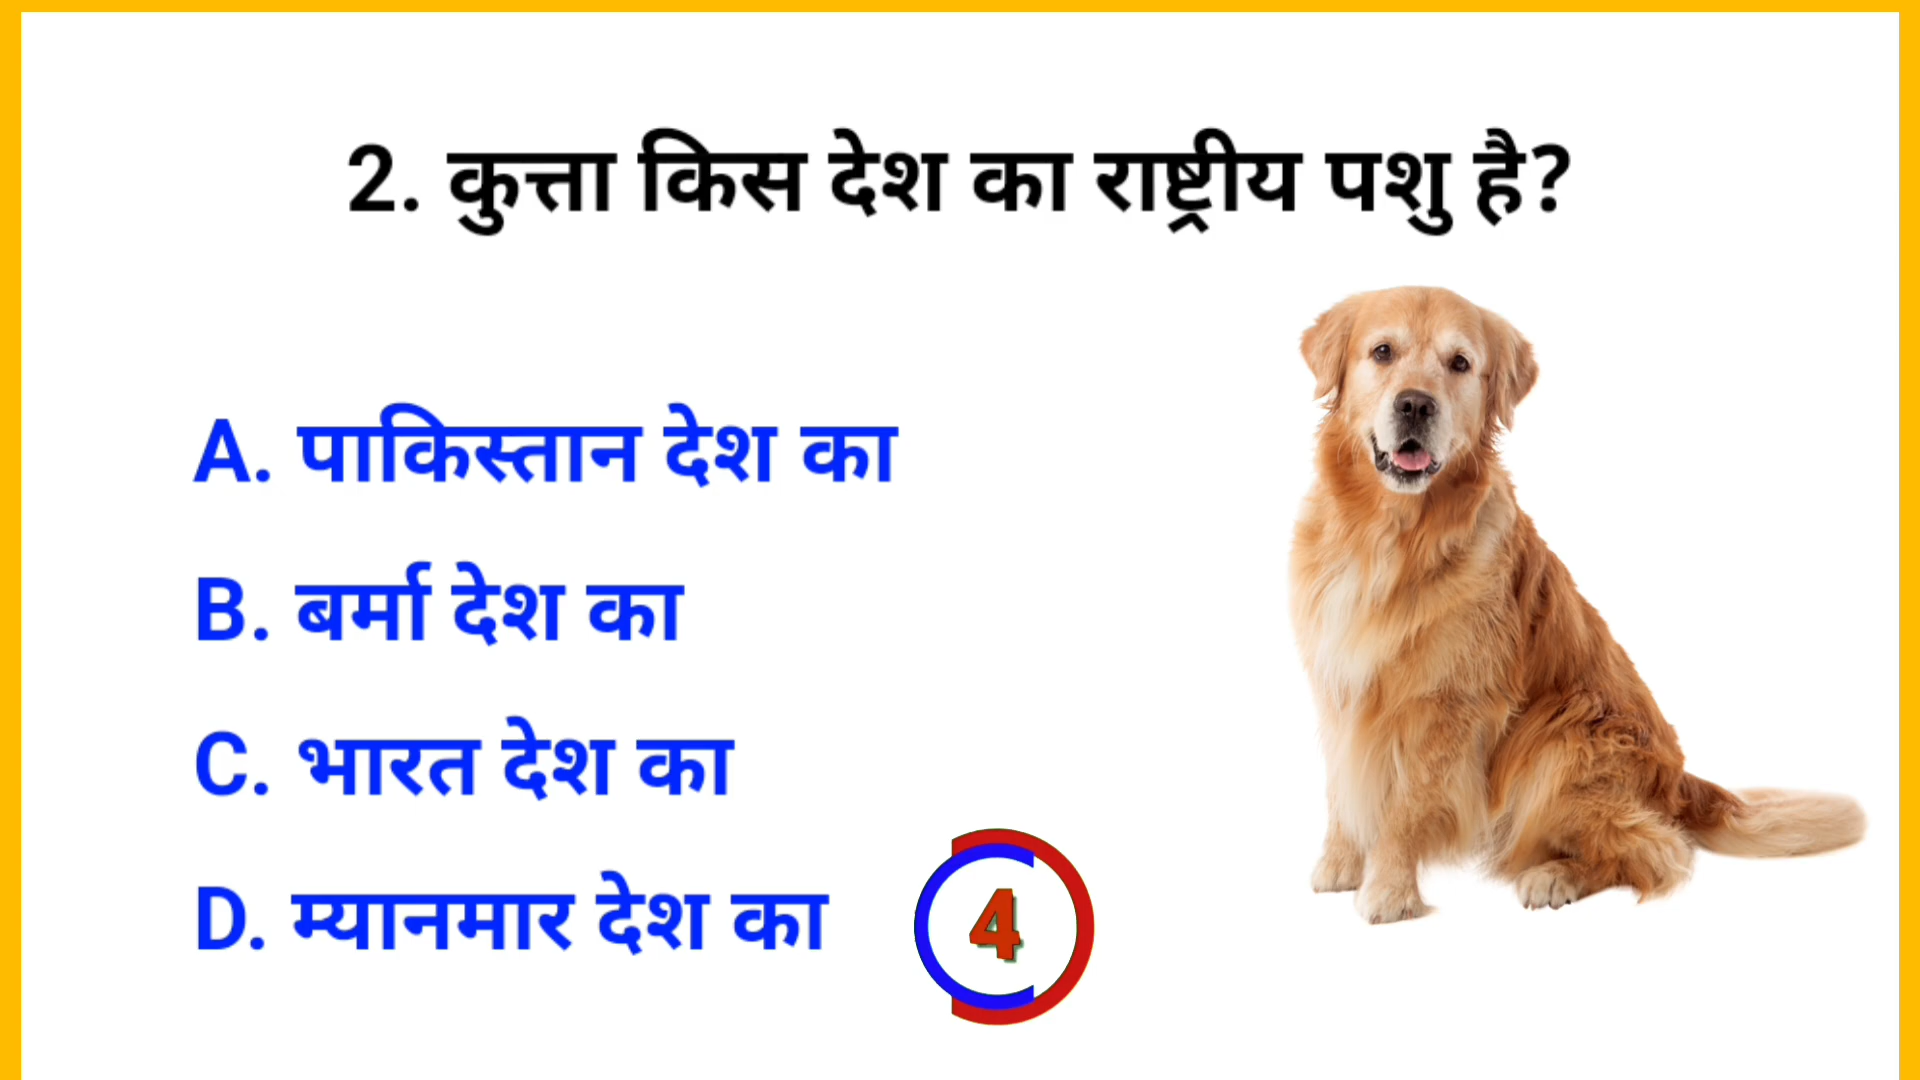 2. कुत्ता किस देश का राष्ट्रीय पशु है?
A. पाकिस्तान देश का
B. बर्मा देश का
C. भारत देश का
D. म्यानमार देश का
4